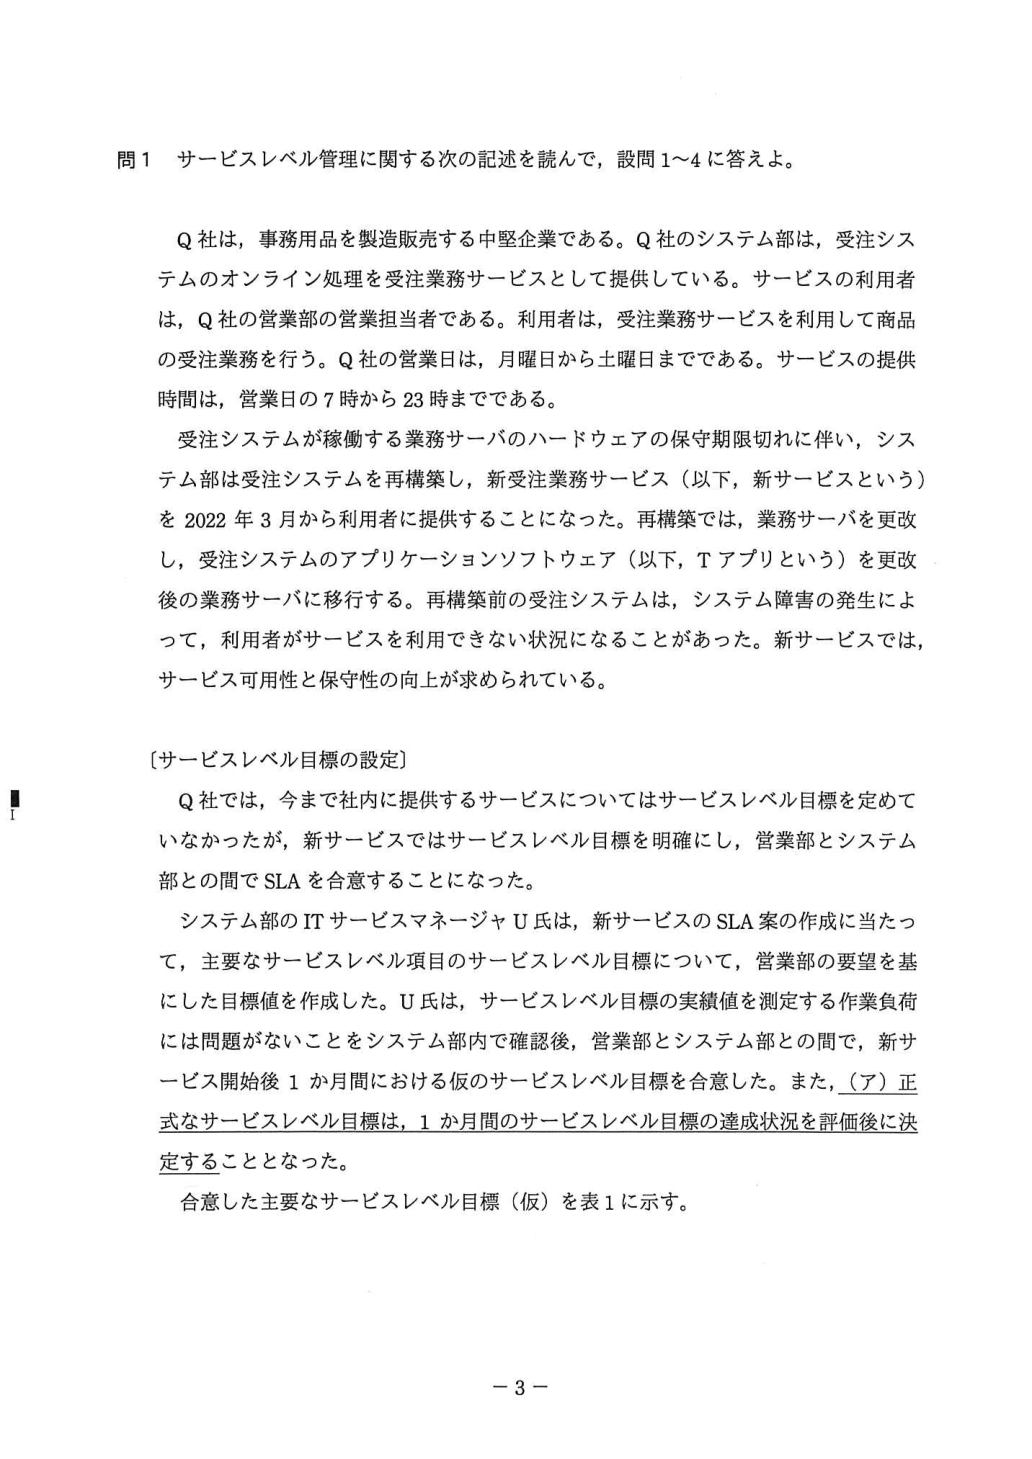 問1 サービスレベル管理に関する次の記述を読んで，設問1～4に答えよ。
Q社は，事務用品を製造販売する中堅企業である。Q社のシステム部は，受注シス
テムのオンライン処理を受注業務サービスとして提供している。サービスの利用者
は，Q社の営業部の営業担当者である。利用者は，受注業務サービスを利用して商品
の受注業務を行う。Q社の営業日は，月曜日から土曜日までである。サービスの提供
時間は，営業日の7時から23時までである。
受注システムが稼働する業務サーバのハードウェアの保守期限切れに伴い，シス
テム部は受注システムを再構築し，新受注業務サービス（以下，新サービスという）
を2022年3月から利用者に提供することになった。再構築では，業務サーバを更改
し，受注システムのアプリケーションソフトウェア（以下，Tアプリという）を更改
後の業務サーバに移行する。再構築前の受注システムは，システム障害の発生によ
って，利用者がサービスを利用できない状況になることがあった。新サービスでは，
サービス可用性と保守性の向上が求められている。
〔サービスレベル目標の設定〕
Q社では，今まで社内に提供するサービスについてはサービスレベル目標を定めて
いなかったが，新サービスではサービスレベル目標を明確にし，営業部とシステム
部との間でSLAを合意することになった。
システム部のITサービスマネージャU氏は，新サービスのSLA案の作成に当たっ
て，主要なサービスレベル項目のサービスレベル目標について，営業部の要望を基
にした目標値を作成した。U氏は，サービスレベル目標の実績値を測定する作業負荷
には問題がないことをシステム部内で確認後，営業部とシステム部との間で，新サ
ービス開始後1か月間における仮のサービスレベル目標を合意した。また，（ア）正
式なサービスレベル目標は，1か月間のサービスレベル目標の達成状況を評価後に決
定することとなった。
合意した主要なサービスレベル目標（仮）を表1に示す。
I
－ 3 －